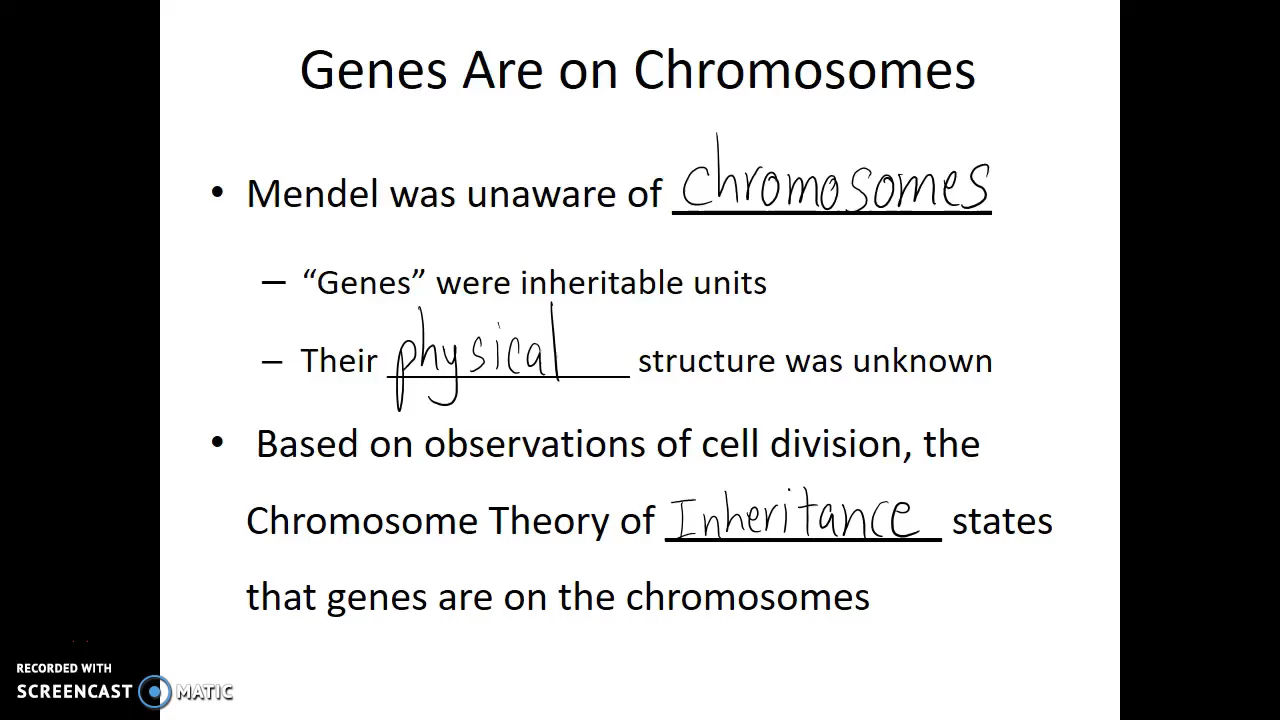 Genes Are on Chromosomes
• Mendel was unaware of chromosomes
– “Genes” were inheritable units
– Their physical structure was unknown
• Based on observations of cell division, the
Chromosome Theory of Inheritance states
that genes are on the chromosomes
RECORDED WITH
SCREENCAST MATIC